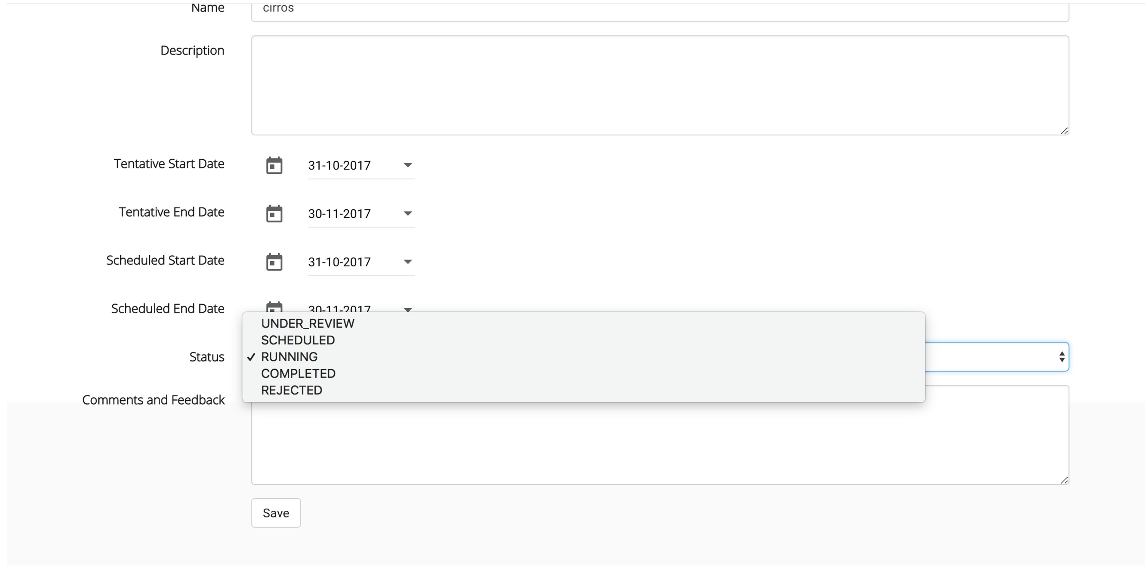 Name cirros
Description
Tentative Start Date 31-10-2017
Tentative End Date 30-11-2017
Scheduled Start Date 31-10-2017
Scheduled End Date 30-11-2017
UNDER_REVIEW
SCHEDULED
Status ✓ RUNNING
COMPLETED
REJECTED
Comments and Feedback
Save